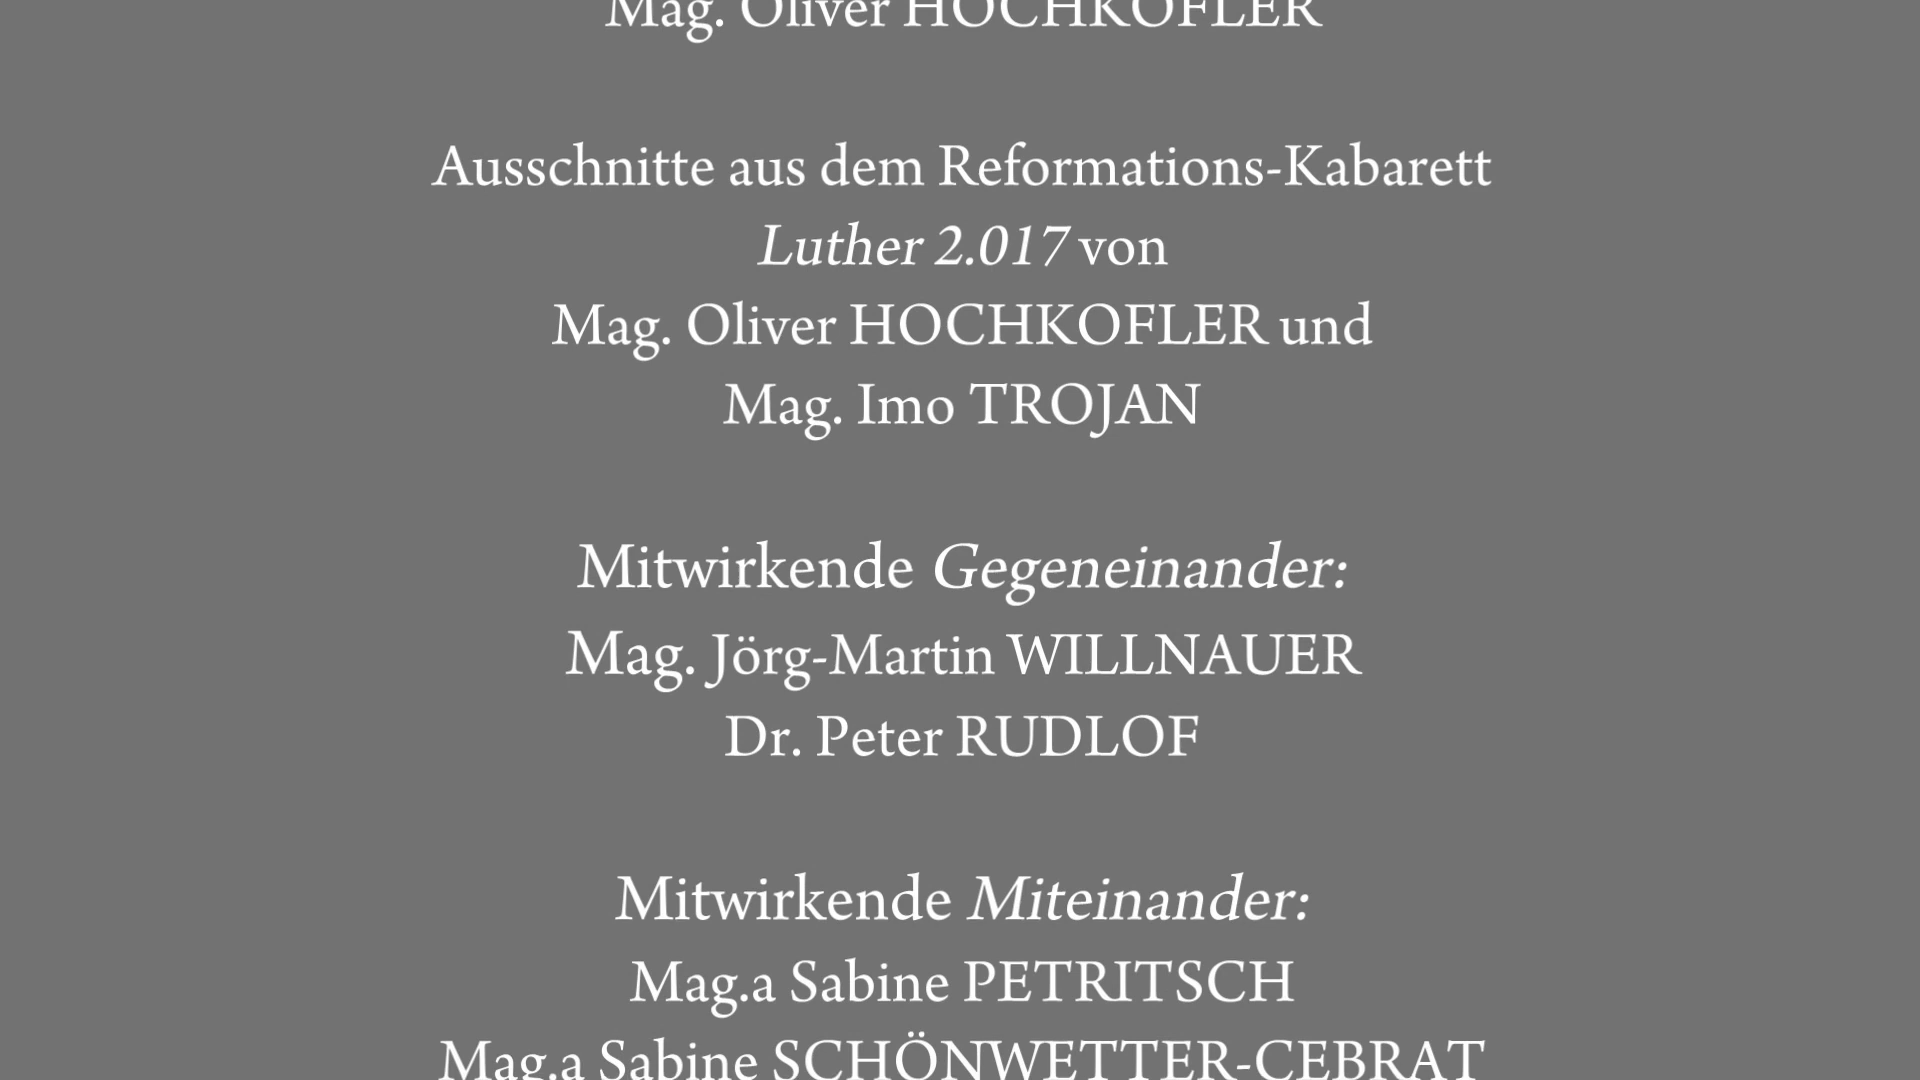 Mag. Oliver HOCHKOFLER
Ausschnitte aus dem Reformations-Kabarett
Luther 2.017 von
Mag. Oliver HOCHKOFLER und
Mag. Imo TROJAN
Mitwirkende Gegeneinander:
Mag. Jörg-Martin WILLNAUER
Dr. Peter RUDLOF
Mitwirkende Miteinander:
Mag.a Sabine PETRITSCH
Mag.a Sabine SCHÖNWETTER-CEBRAT